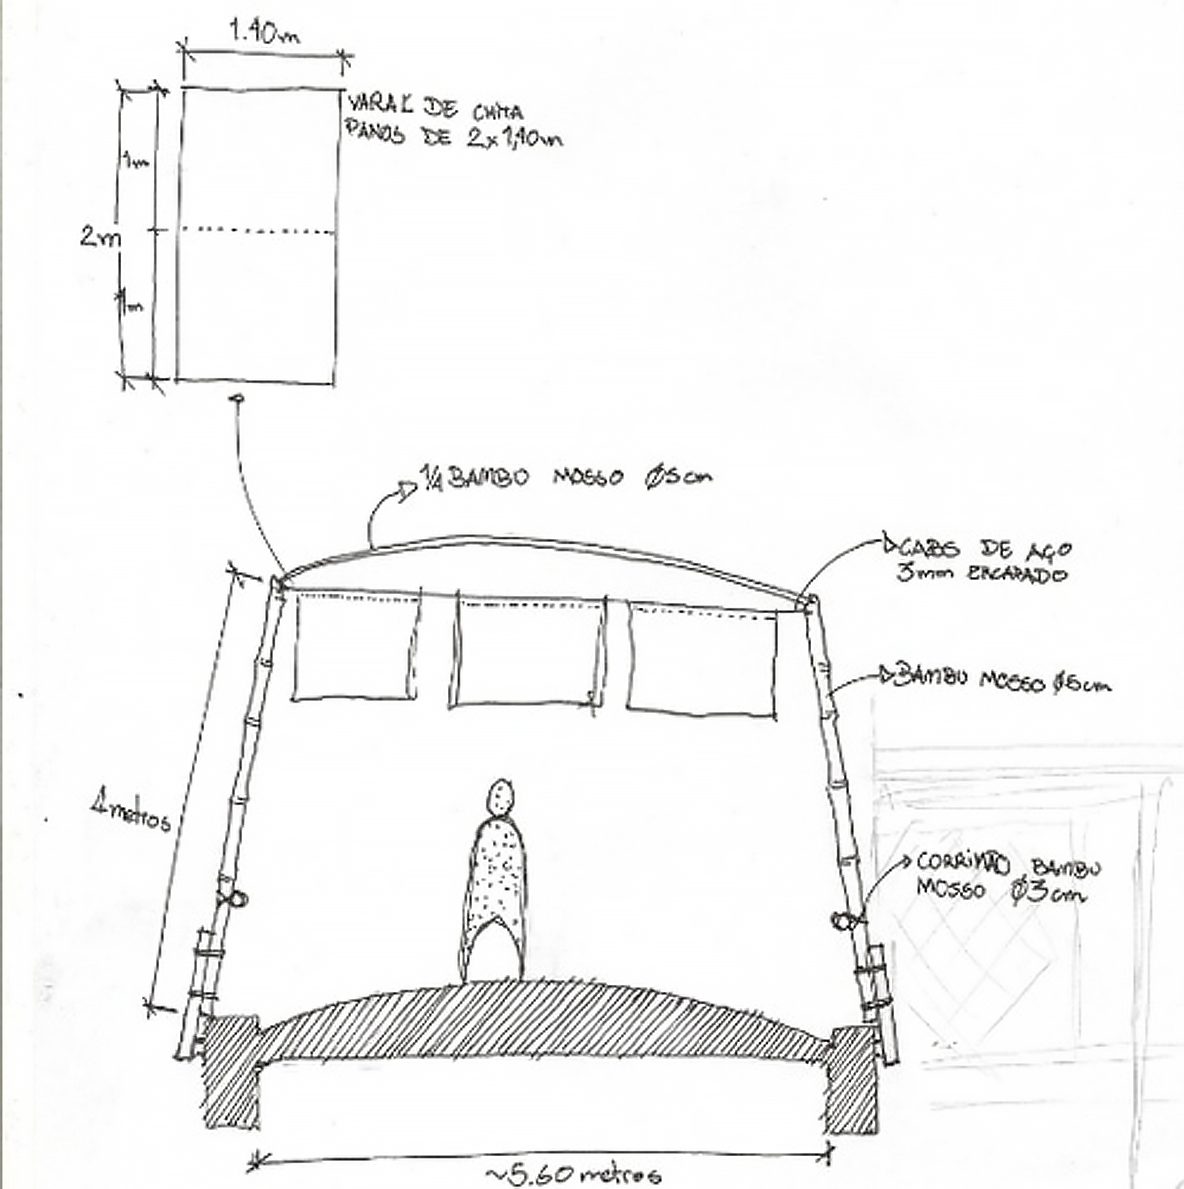 1.40m
VARAL DE CHITA
PANOS DE 2x1,40m
1m
2m
1m
1/4 BAMBO MOSSO Ø5cm
CABO DE AÇO
3mm ENCAPADO
BAMBU MOSSO Ø5cm
4 metros
CORRIMÃO BAMBU
MOSSO Ø3cm
~5.60 metros